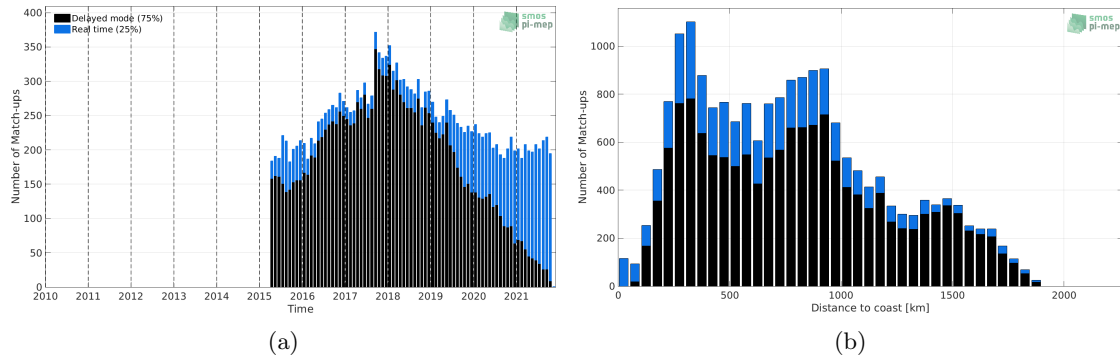 Delayed mode (75%)
Real time (25%)
smos
pi-mep
400
350
300
250
200
150
100
50
0
Number of Match-ups
2010 2011 2012 2013 2014 2015 2016 2017 2018 2019 2020 2021
Time
(a)
smos
pi-mep
1000
800
600
400
200
0
Number of Match-ups
0 500 1000 1500 2000
Distance to coast [km]
(b)